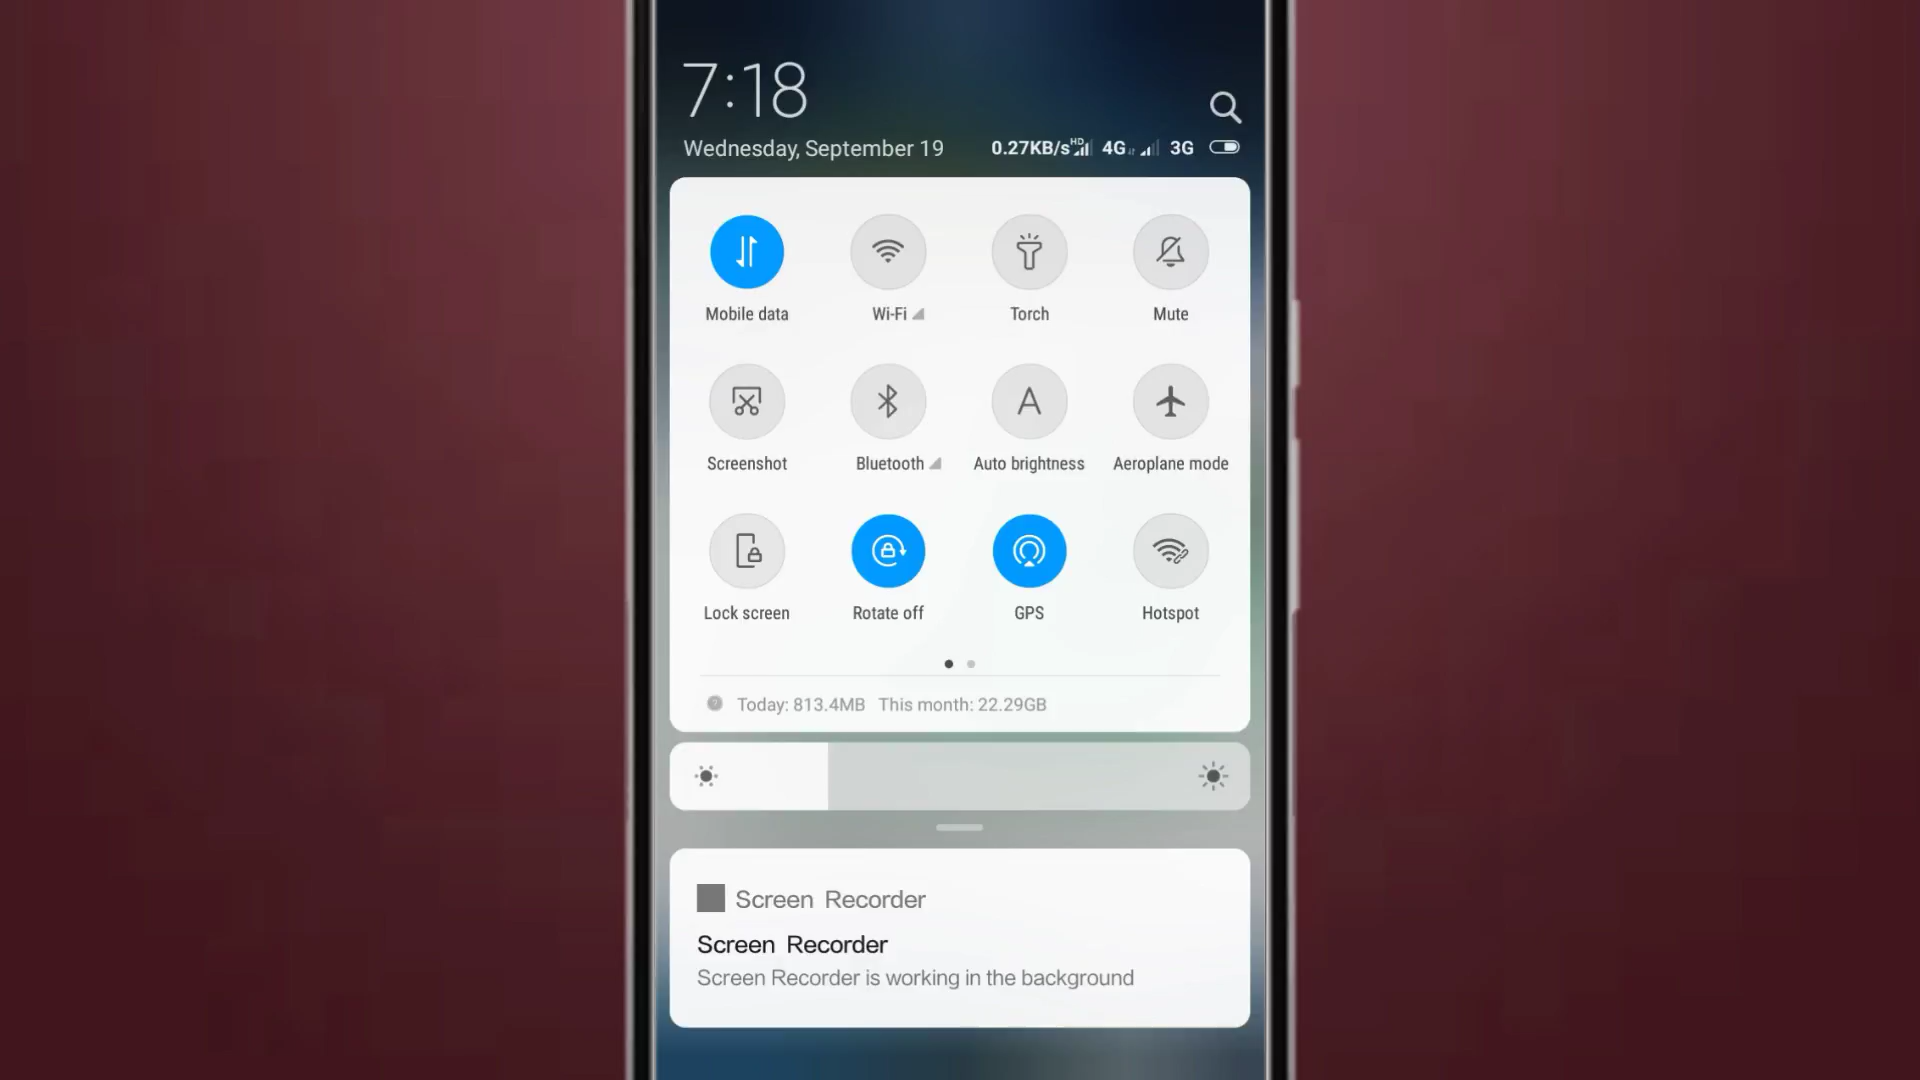 7:18
Wednesday, September 19
0.27KB/s HD 4G 3G
Mobile data Wi-Fi Torch Mute
A
Screenshot Bluetooth Auto brightness Aeroplane mode
Lock screen Rotate off GPS Hotspot
Today: 813.4MB This month: 22.29GB
Screen Recorder
Screen Recorder
Screen Recorder is working in the background